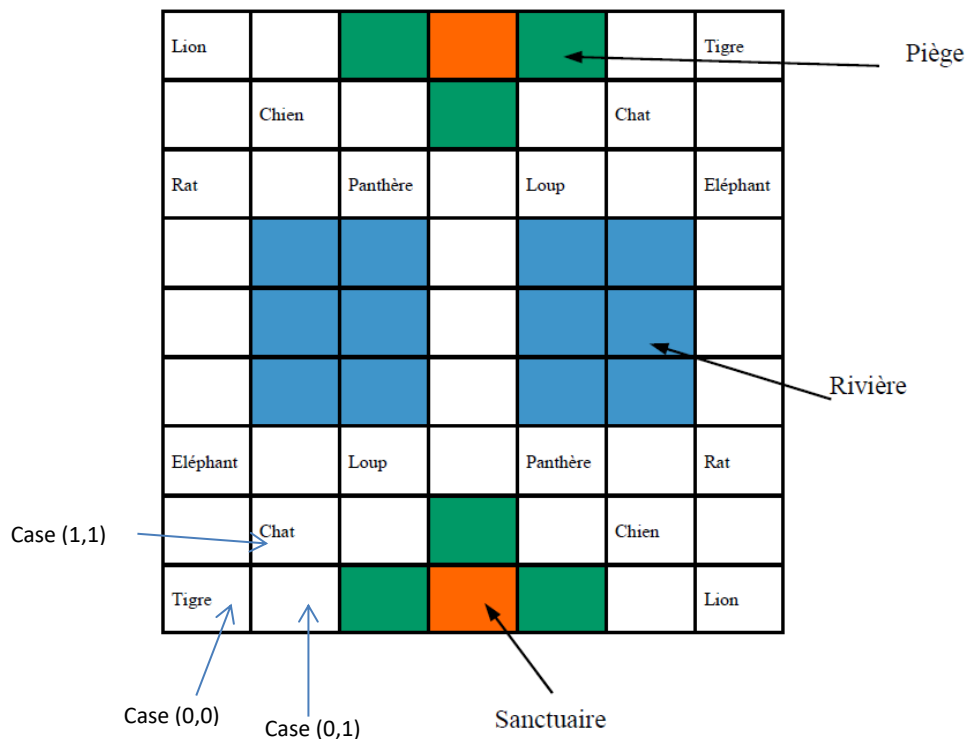 Lion
Tigre
Piège
Chien
Chat
Rat
Panthère
Loup
Eléphant
Rivière
Eléphant
Loup
Panthère
Rat
Case (1,1)
Chat
Chien
Tigre
Lion
Case (0,0)
Case (0,1)
Sanctuaire